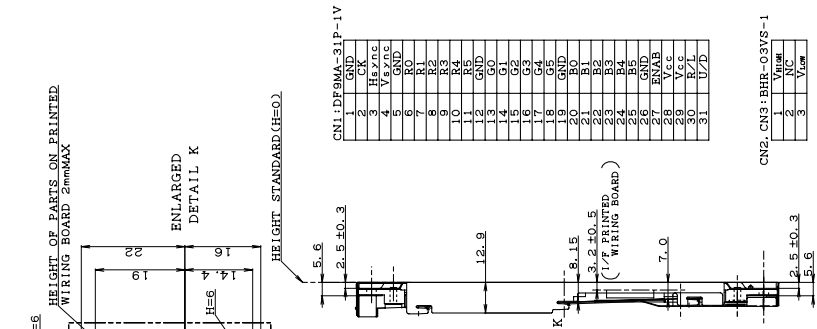 CN1:DF9MA-31P-1V
1 GND
2 CK
3 Hsync
4 Vsync
5 GND
6 R0
7 R1
8 R2
9 R3
10 R4
11 R5
12 GND
13 G0
14 G1
15 G2
16 G3
17 G4
18 G5
19 GND
20 B0
21 B1
22 B2
23 B3
24 B4
25 B5
26 GND
27 ENAB
28 Vcc
29 Vcc
30 R/L
31 U/D
CN2, CN3:BHR-03VS-1
1 VHIGH
2 NC
3 VLOW
HEIGHT OF PARTS ON PRINTED
WIRING BOARD 2mmMAX
ENLARGED
DETAIL K
HEIGHT STANDARD(H=0)
22
16
19
14.4
H=6
=6
5.6
2.5±0.3
12.9
8.15
3.2±0.5
(I/F PRINTED
WIRING BOARD)
7.0
2.5±0.3
5.6
K